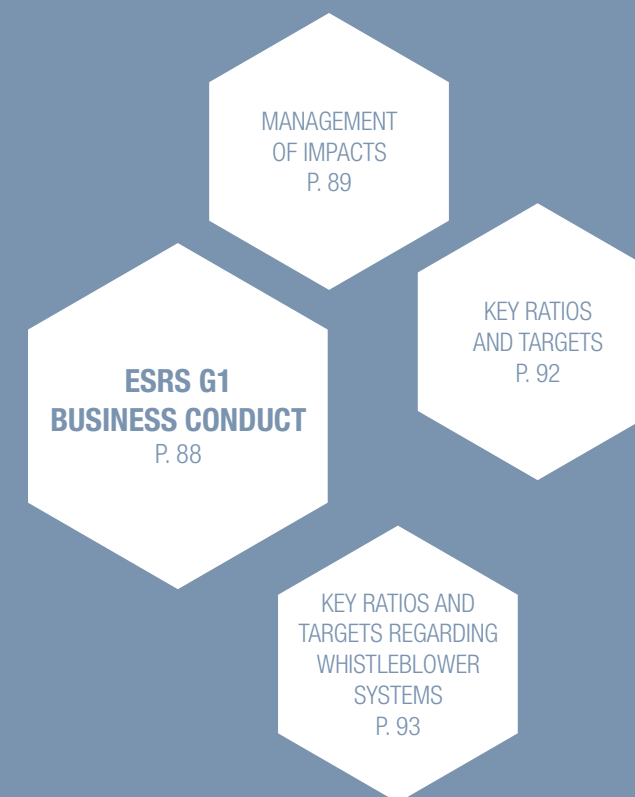 MANAGEMENT
OF IMPACTS
P. 89
KEY RATIOS
AND TARGETS
P. 92
ESRS G1
BUSINESS CONDUCT
P. 88
KEY RATIOS AND
TARGETS REGARDING
WHISTLEBLOWER
SYSTEMS
P. 93